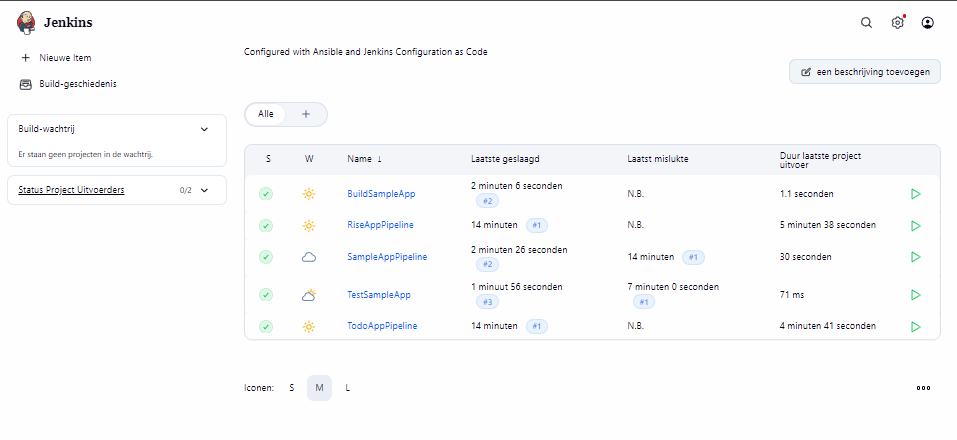 Jenkins
Nieuwe Item
Build-geschiedenis
Build-wachtrij
Er staan geen projecten in de wachtrij.
Status Project Uitvoerders 0/2
Configured with Ansible and Jenkins Configuration as Code
een beschrijving toevoegen
Alle +
S W Name ↓ Laatste geslaagd Laatst mislukte Duur laatste project
uitvoer
BuildSampleApp 2 minuten 6 seconden N.B. 1.1 seconden
#2
RiseAppPipeline 14 minuten #1 N.B. 5 minuten 38 seconden
SampleAppPipeline 2 minuten 26 seconden 14 minuten #1 30 seconden
#2
TestSampleApp 1 minuut 56 seconden 7 minuten 0 seconden 71 ms
#3 #1
TodoAppPipeline 14 minuten #1 N.B. 4 minuten 41 seconden
Iconen: S M L